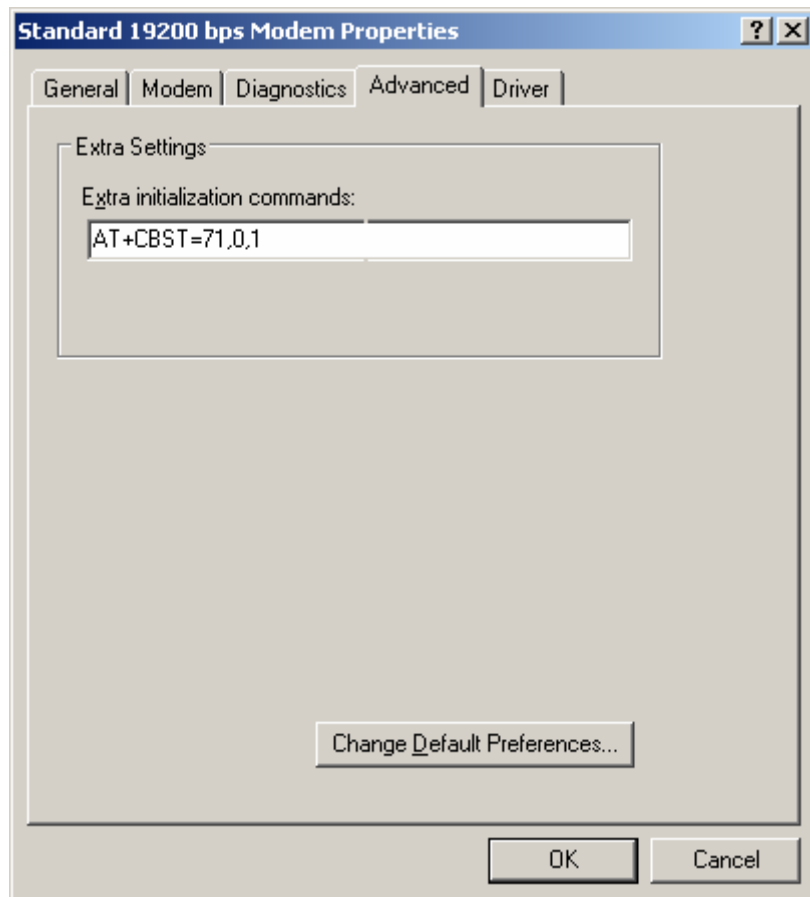 Standard 19200 bps Modem Properties
General Modem Diagnostics Advanced Driver
Extra Settings
Extra initialization commands:
AT+CBST=71,0,1
Change Default Preferences...
OK Cancel